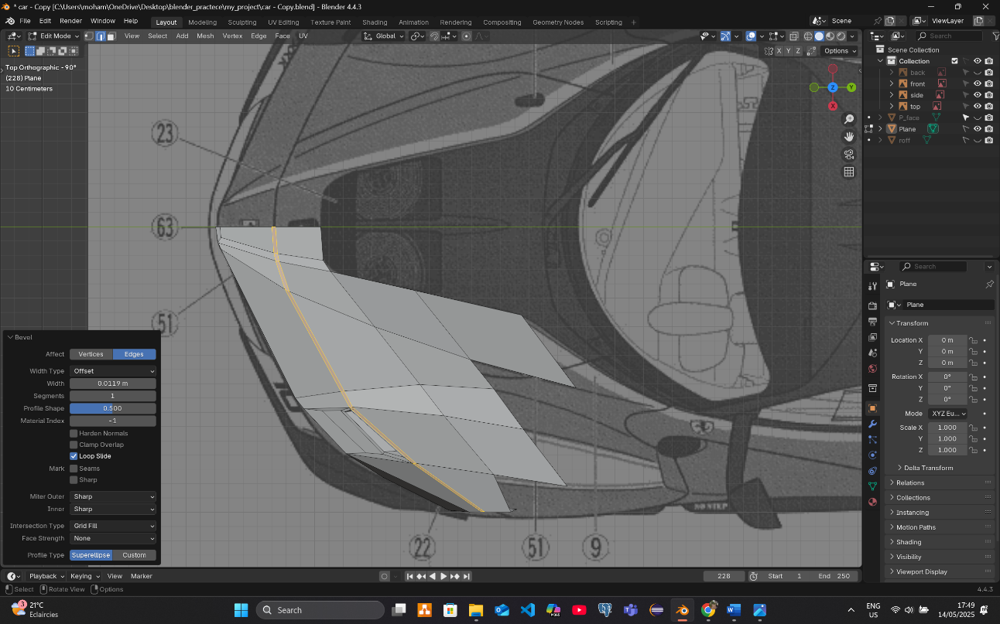 * car - Copy [C:\Users\moham\OneDrive\Desktop\blender_practece\my_project\car - Copy.blend] - Blender 4.4.3
File Edit Render Window Help Layout Modeling Sculpting UV Editing Texture Paint Shading Animation Rendering Compositing Geometry Nodes Scripting + Scene ViewLayer
Edit Mode View Select Add Mesh Vertex Edge Face UV Global Search
X Y Z Options
Top Orthographic - 90°
(228) Plane
10 Centimeters
Scene Collection
Collection
back
front
side
top
P_face
Plane
roff
Z Y X
23
63
51
22
51
9
NO STEP
Bevel
Affect Vertices Edges
Width Type Offset
Width 0.0119 m
Segments 1
Profile Shape 0.500
Material Index -1
Harden Normals
Clamp Overlap
Loop Slide
Mark Seams
Sharp
Miter Outer Sharp
Inner Sharp
Intersection Type Grid Fill
Face Strength None
Profile Type Superellipse Custom
Search
Plane
Plane
Transform
Location X 0 m
Y 0 m
Z 0 m
Rotation X 0°
Y 0°
Z 0°
Mode XYZ Eu...
Scale X 1.000
Y 1.000
Z 1.000
Delta Transform
Relations
Collections
Instancing
Motion Paths
Shading
Visibility
Viewport Display
Playback Keying View Marker 228 Start 1 End 250
Select Rotate View Options 4.4.3
3
21°C
Eclaircies
Search
M365
ENG
US
17:49
14/05/2025